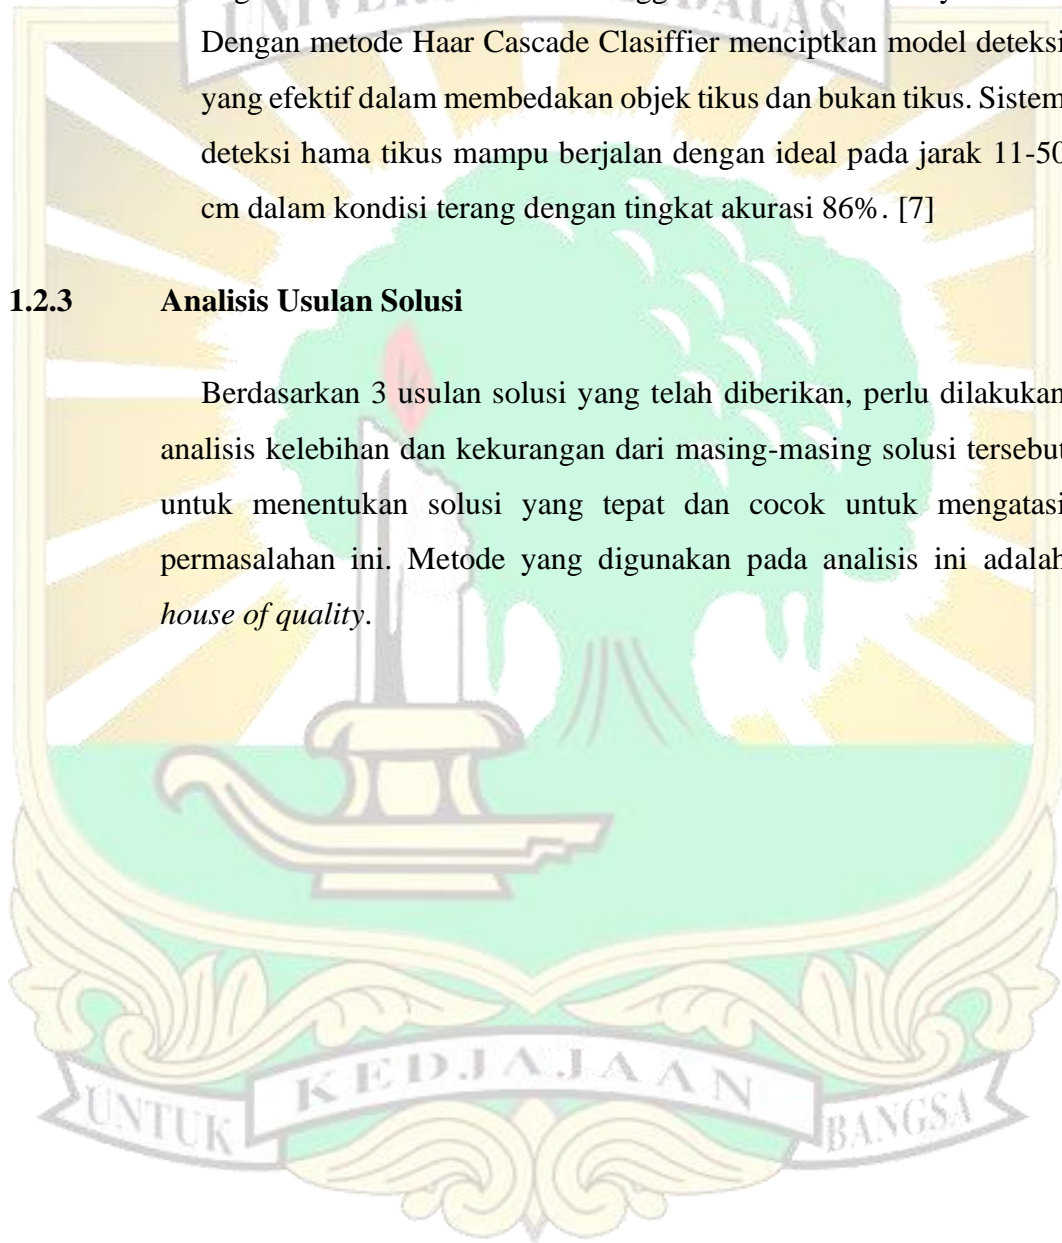 UNIVERSITAS ANDALAS
Dengan metode Haar Cascade Clasiffier menciptkan model deteksi
yang efektif dalam membedakan objek tikus dan bukan tikus. Sistem
deteksi hama tikus mampu berjalan dengan ideal pada jarak 11-50
cm dalam kondisi terang dengan tingkat akurasi 86%. [7]
1.2.3 Analisis Usulan Solusi
Berdasarkan 3 usulan solusi yang telah diberikan, perlu dilakukan
analisis kelebihan dan kekurangan dari masing-masing solusi tersebut
untuk menentukan solusi yang tepat dan cocok untuk mengatasi
permasalahan ini. Metode yang digunakan pada analisis ini adalah
house of quality.
UNTUK KEDJAJAAN BANGSA